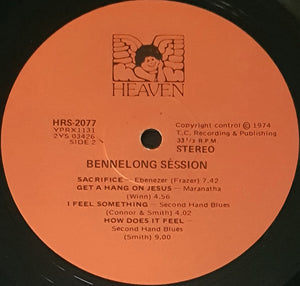 HEAVEN
HRS-2077
YPRX1131
2VS 03426
SIDE 2
Copyright control © 1974
T.C. Recording & Publishing
33⅓ R.P.M.
STEREO
BENNELONG SÉSSION
SACRIFICE — Ebenezer (Frazer) 7.42
GET A HANG ON JESUS — Maranatha
(Winn) 4.56
I FEEL SOMETHING — Second Hand Blues
(Connor & Smith) 4.02
HOW DOES IT FEEL —
Second Hand Blues
(Smith) 9.00